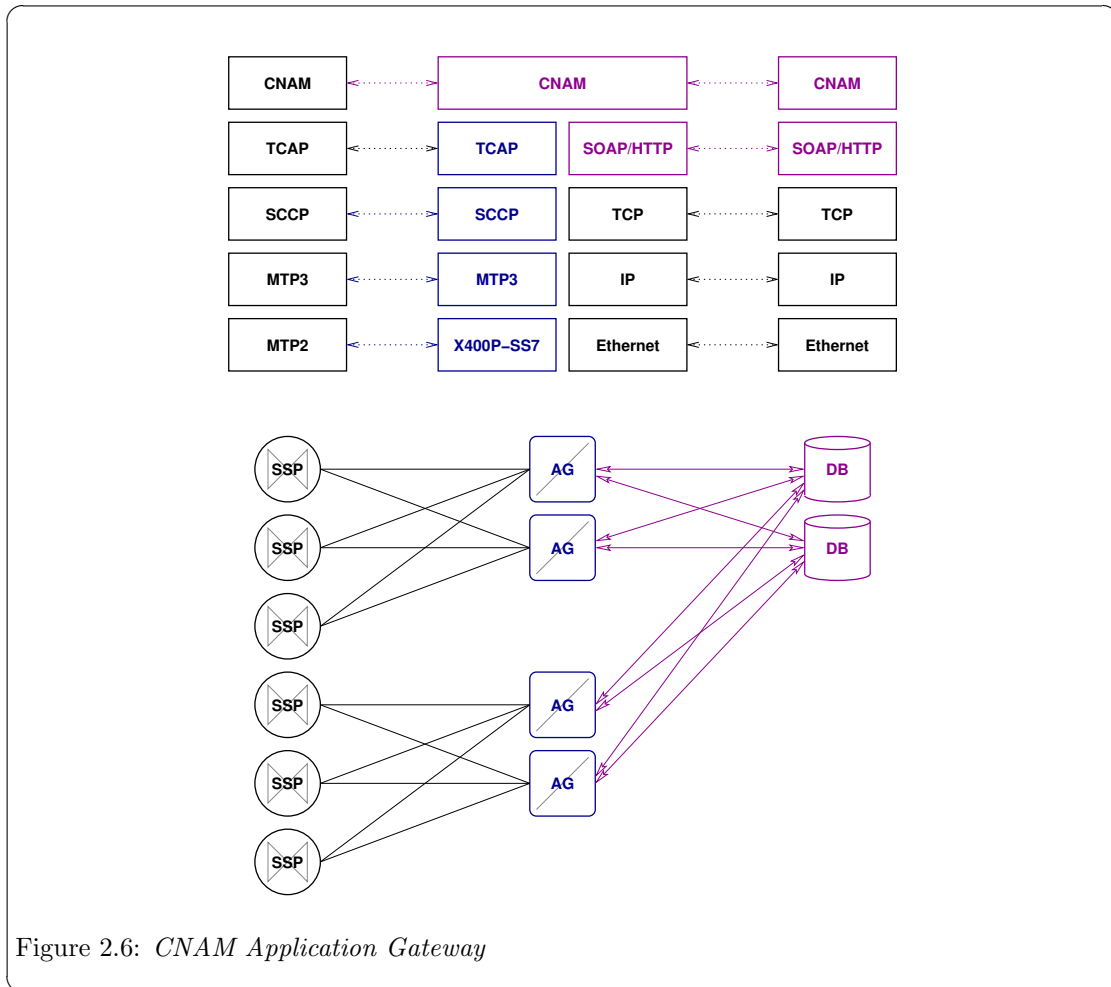 CNAM CNAM CNAM
TCAP TCAP SOAP/HTTP SOAP/HTTP
SCCP SCCP TCP TCP
MTP3 MTP3 IP IP
MTP2 X400P–SS7 Ethernet Ethernet
SSP AG DB
SSP AG DB
SSP
SSP AG
SSP AG
SSP
Figure 2.6: CNAM Application Gateway